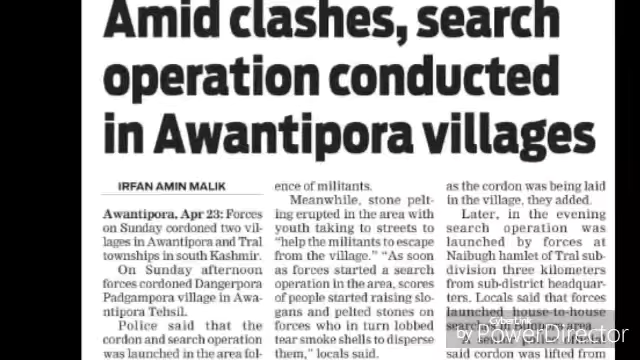 Amid clashes, search
operation conducted
in Awantipora villages
IRFAN AMIN MALIK
Awantipora, Apr 23: Forces
on Sunday cordoned two vil-
lages in Awantipora and Tral
townships in south Kashmir.
On Sunday afternoon
forces cordoned Dangerpora
Padgampora village in Awa-
ntipora Tehsil.
Police said that the
cordon and search operation
was launched in the area fol-
ence of militants.
Meanwhile, stone pelt-
ing erupted in the area with
youth taking to streets to
"help the militants to escape
from the village." "As soon
as forces started a search
operation in the area, scores
of people started raising slo-
gans and pelted stones on
forces who in turn lobbed
tear smoke shells to disperse
them," locals said.
as the cordon was being laid
in the village, they added.
Later, in the evening
search operation was
launched by forces at
Naibugh hamlet of Tral sub-
division three kilometers
from sub-district headquar-
ters. Locals said that forces
launched house-to-house
search
area
A senior police official
said cordon was lifted from
CyberLink
by PowerDirector